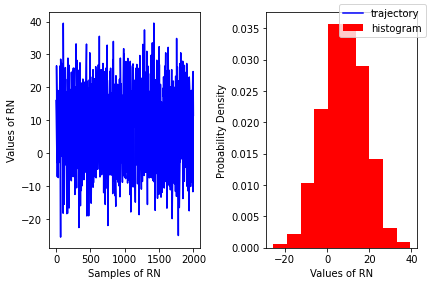 trajectory
histogram
40
30
20
10
0
−10
−20
Values of RN
0 500 1000 1500 2000
Samples of RN
0.035
0.030
0.025
0.020
0.015
0.010
0.005
0.000
Probability Density
−20 0 20 40
Values of RN